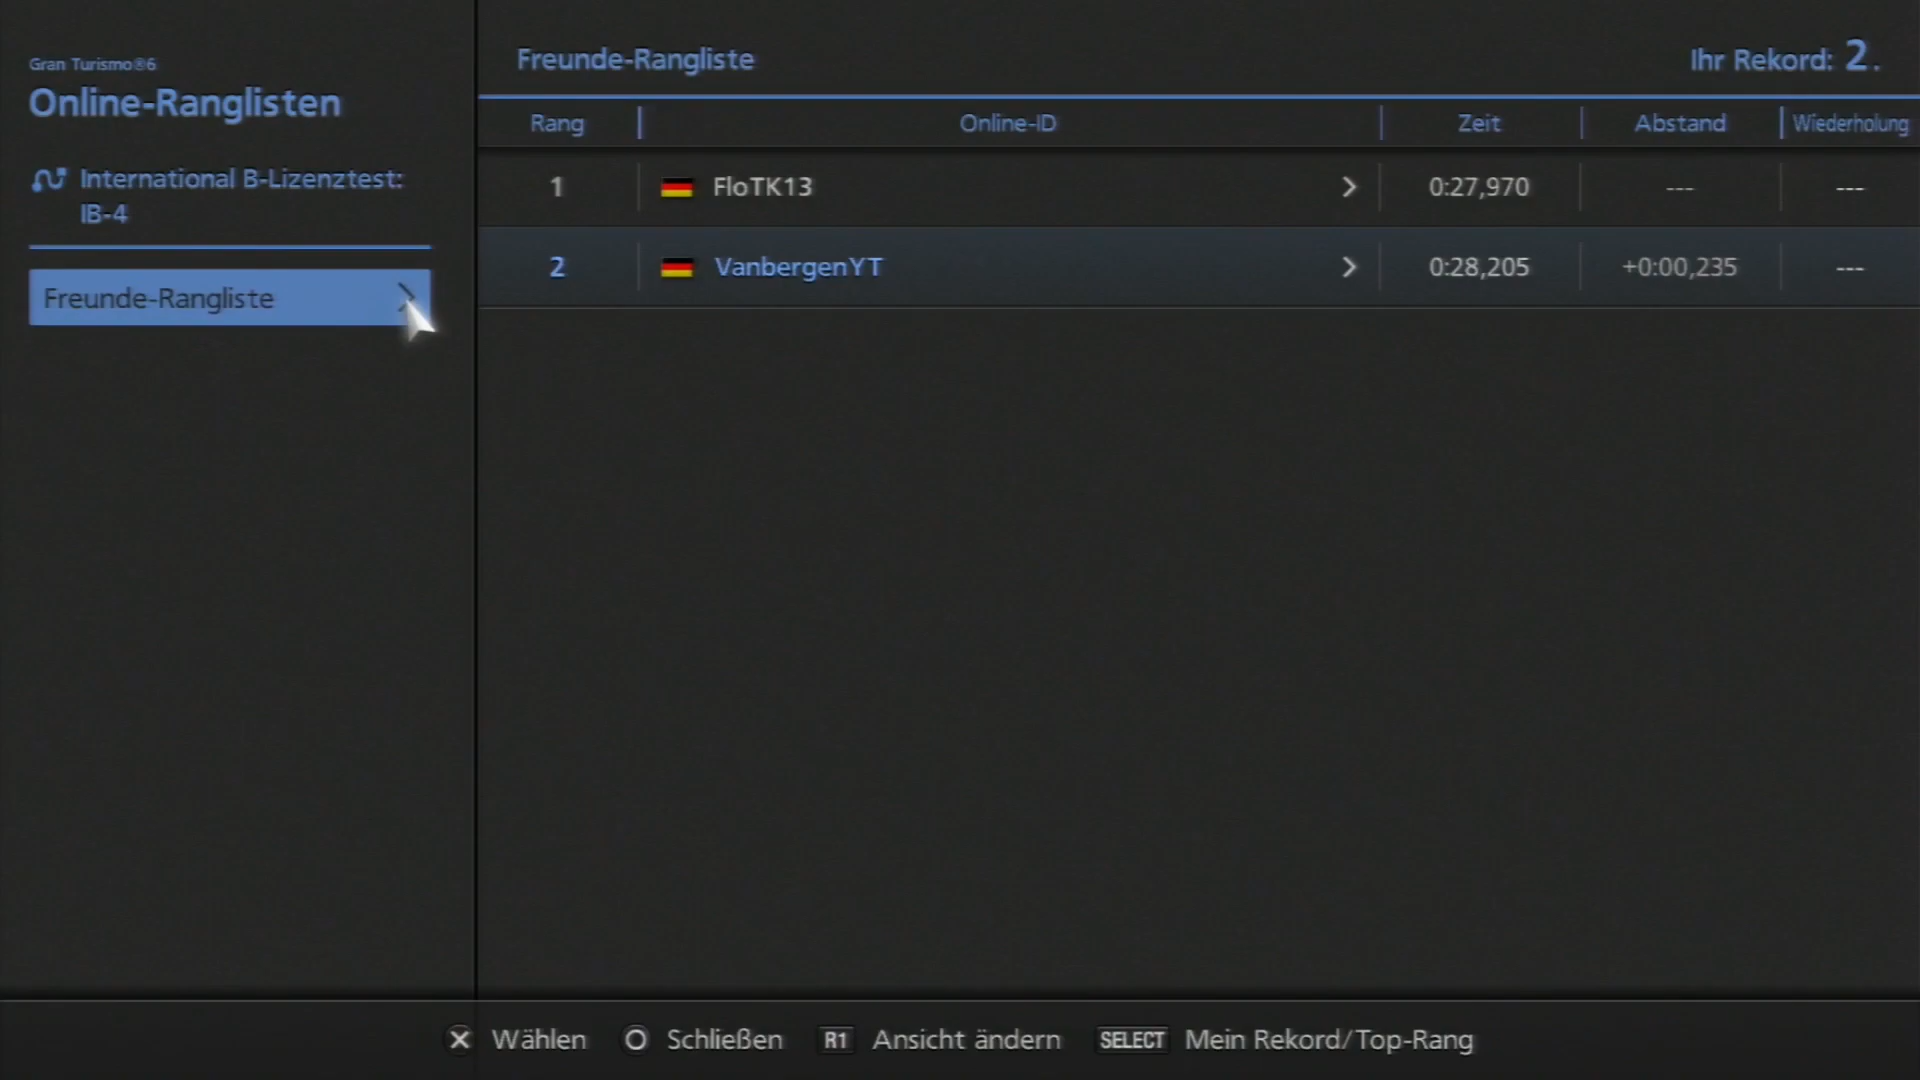 Gran Turismo®6
Online-Ranglisten
International B-Lizenztest:
IB-4
Freunde-Rangliste
Freunde-Rangliste
Ihr Rekord: 2.
Rang Online-ID Zeit Abstand Wiederholung
1 FloTK13 0:27,970 --- ---
2 VanbergenYT 0:28,205 +0:00,235 ---
Wählen Schließen R1 Ansicht ändern SELECT Mein Rekord/Top-Rang